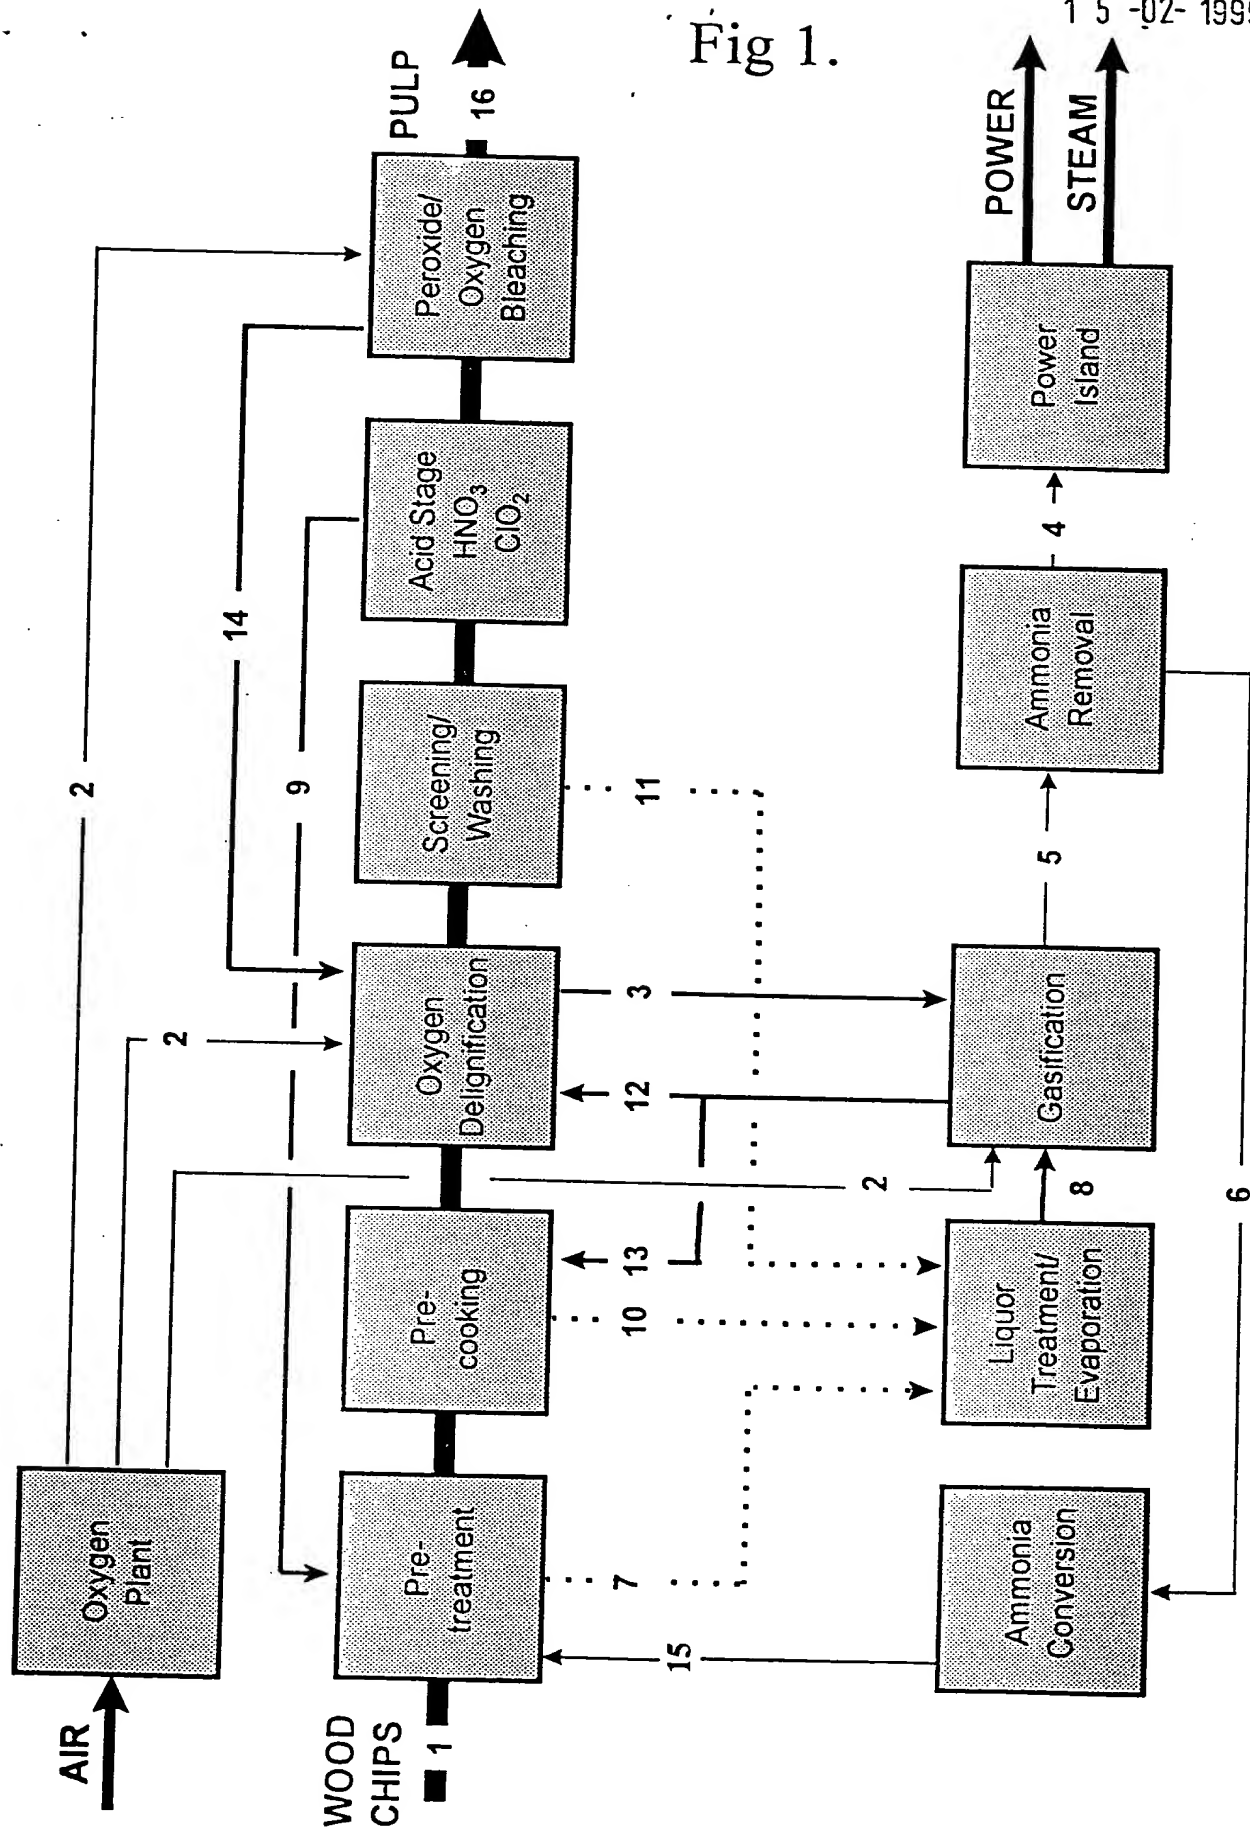 1 5 -02- 1999
Fig 1.
AIR
Oxygen
Plant
2
2
2
14
9
WOOD
CHIPS
1
Pre-
treatment
Pre-
cooking
Oxygen
Delignification
Screening/
Washing
Acid Stage
HNO3
ClO2
Peroxide/
Oxygen
Bleaching
PULP
16
15
7
10
13
12
3
11
Ammonia
Conversion
Liquor
Treatment/
Evaporation
8
Gasification
5
Ammonia
Removal
4
Power
Island
POWER
STEAM
6